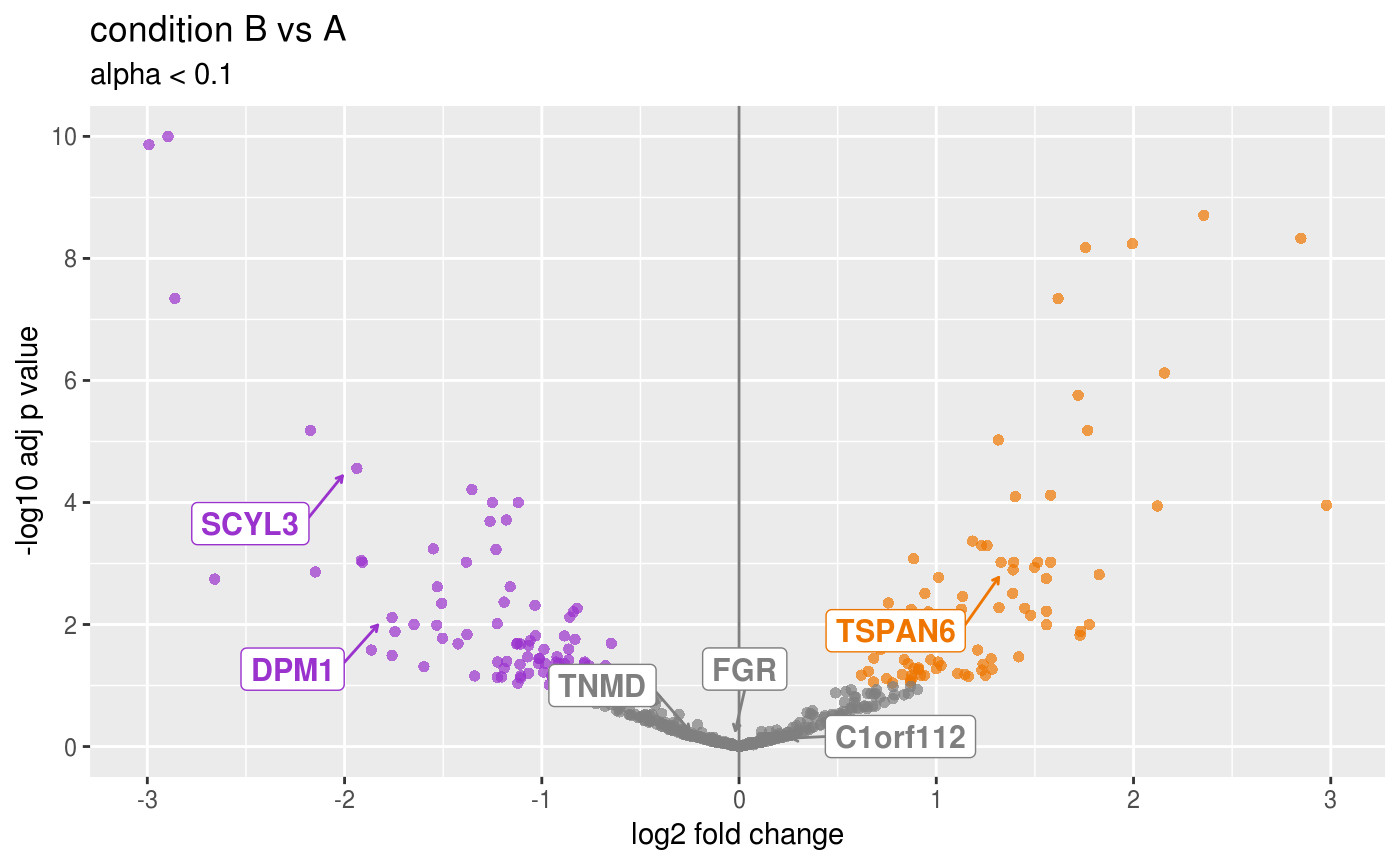 condition B vs A
alpha < 0.1
-log10 adj p value
10
8
6
4
2
0
SCYL3
DPM1
TNMD
FGR
TSPAN6
C1orf112
-3
-2
-1
0
1
2
3
log2 fold change